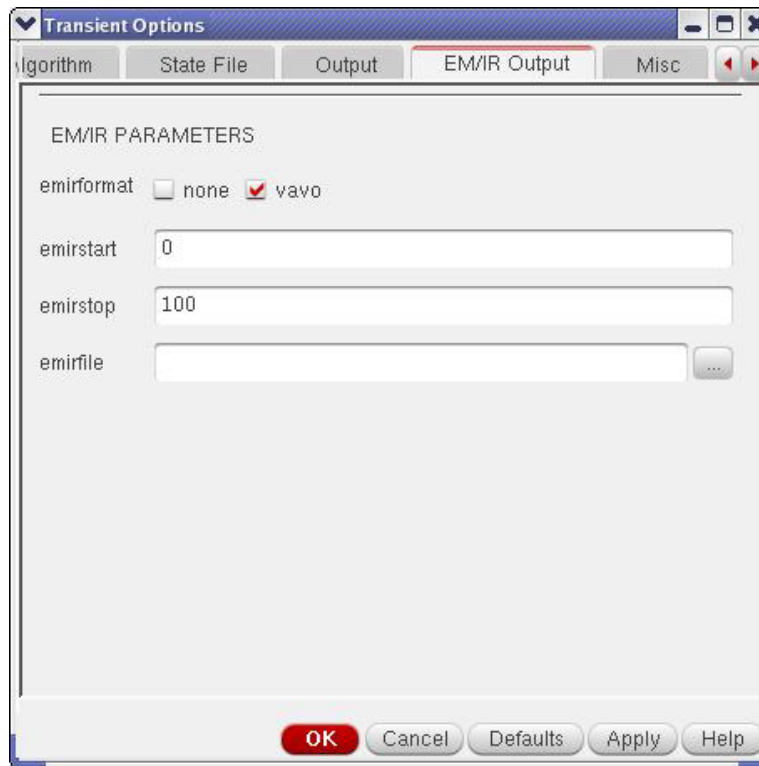 Transient Options
lgorithm State File Output EM/IR Output Misc
EM/IR PARAMETERS
emirformat none vavo
emirstart 0
emirstop 100
emirfile ...
OK Cancel Defaults Apply Help